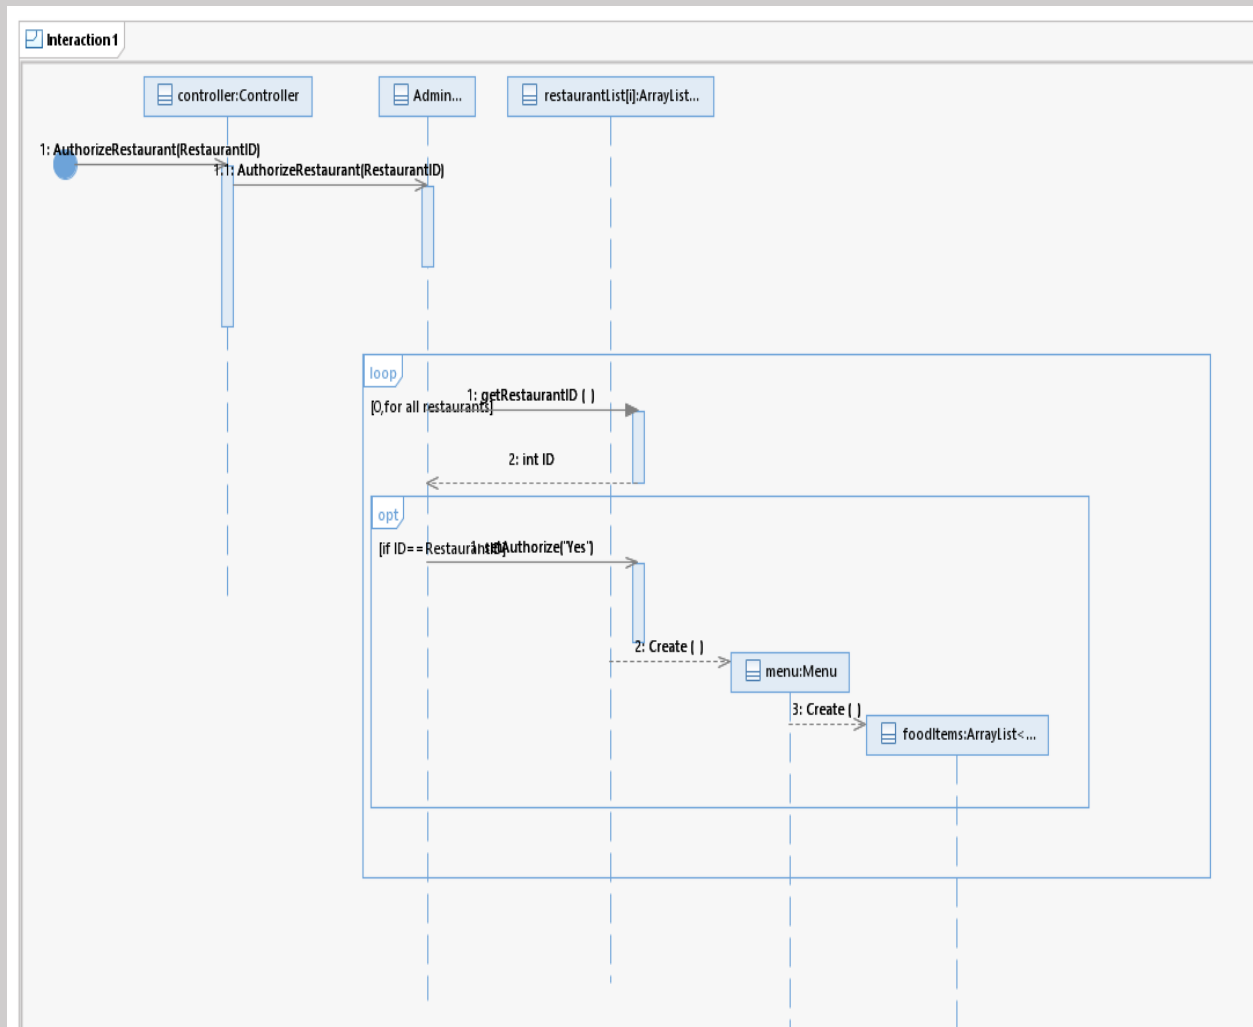 Interaction1
controller:Controller
Admin...
restaurantList[i]:ArrayList...
1: AuthorizeRestaurant(RestaurantID)
1.1: AuthorizeRestaurant(RestaurantID)
loop
1: getRestaurantID ( )
[0,for all restaurants]
2: int ID
opt
[if ID==RestaurantID]
1: setAuthorize("Yes")
2: Create ( )
menu:Menu
3: Create ( )
foodItems:ArrayList<...